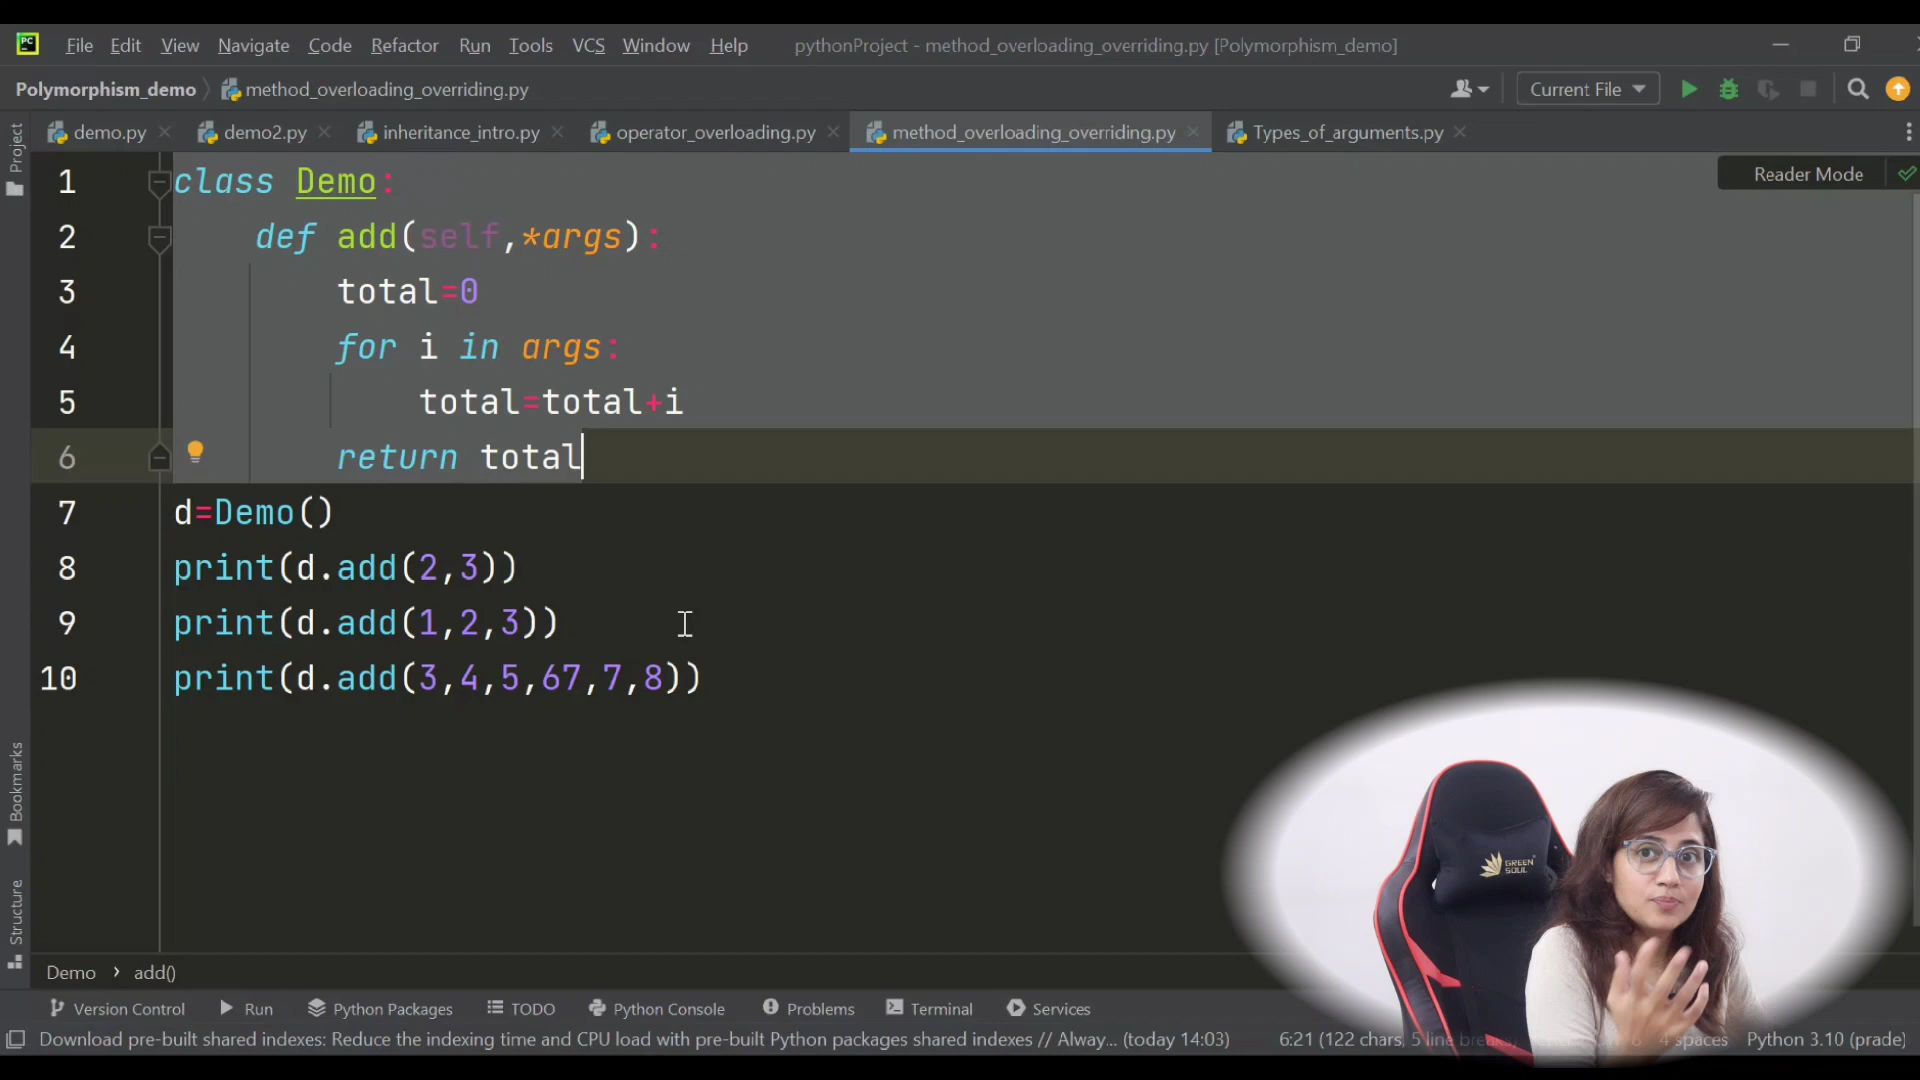 PC File Edit View Navigate Code Refactor Run Tools VCS Window Help pythonProject - method_overloading_overriding.py [Polymorphism_demo]
Polymorphism_demo method_overloading_overriding.py Current File
demo.py demo2.py inheritance_intro.py operator_overloading.py method_overloading_overriding.py Types_of_arguments.py
Project
Reader Mode
1 class Demo:
2 def add(self,*args):
3 total=0
4 for i in args:
5 total=total+i
6 return total
7 d=Demo()
8 print(d.add(2,3))
9 print(d.add(1,2,3))
10 print(d.add(3,4,5,67,7,8))
Bookmarks
Structure
GREEN
SOUL
Demo > add()
Version Control Run Python Packages TODO Python Console Problems Terminal Services
Download pre-built shared indexes: Reduce the indexing time and CPU load with pre-built Python packages shared indexes // Alway... (today 14:03) 6:21 (122 chars, 5 line breaks) 4 spaces Python 3.10 (prade)